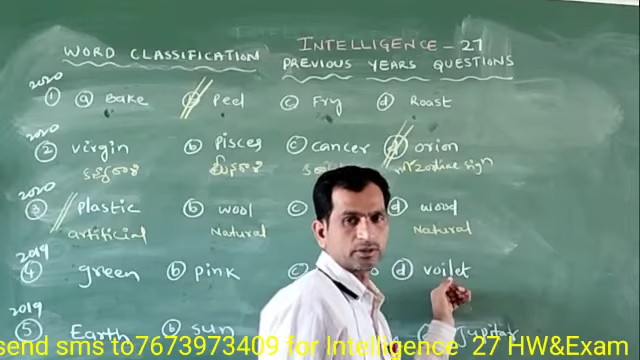 WORD CLASSIFICATION INTELLIGENCE - 27
PREVIOUS YEARS QUESTIONS
2020
① ⓐ Bake ⓑ Peel ⓒ Fry ⓓ Roast
2020
② virgin ⓑ Pisces ⓒ cancer ⓓ orion
zodiac sign
2020
③ plastic ⓑ wool ⓒ ⓓ wood
artificial Natural Natural
2019
④ green ⓑ pink ⓒ ⓓ voilet
2019
⑤ Earth ⓑ sun Jupitar
send sms to7673973409 for Intelligence 27 HW&Exam